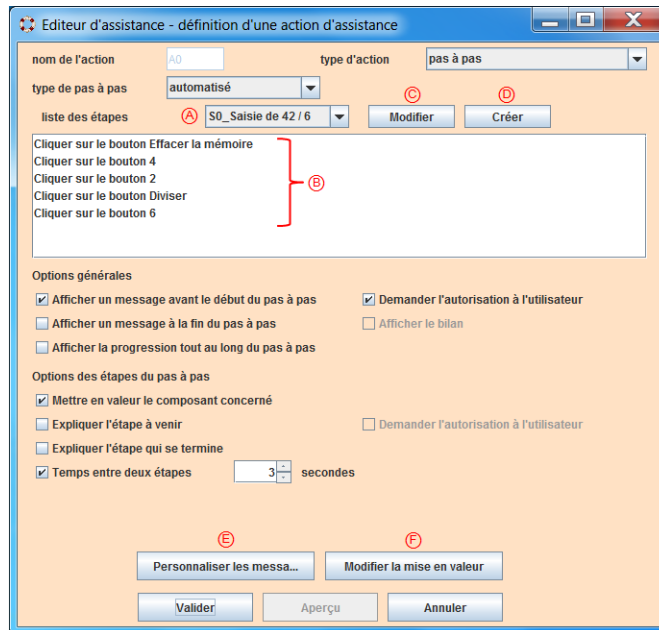 Editeur d'assistance - définition d'une action d'assistance
nom de l'action A0 type d'action pas à pas
type de pas à pas automatisé
C D
liste des étapes A S0_Saisie de 42 / 6 Modifier Créer
Cliquer sur le bouton Effacer la mémoire
Cliquer sur le bouton 4
Cliquer sur le bouton 2
B
Cliquer sur le bouton Diviser
Cliquer sur le bouton 6
Options générales
Afficher un message avant le début du pas à pas Demander l'autorisation à l'utilisateur
Afficher un message à la fin du pas à pas Afficher le bilan
Afficher la progression tout au long du pas à pas
Options des étapes du pas à pas
Mettre en valeur le composant concerné
Expliquer l'étape à venir Demander l'autorisation à l'utilisateur
Expliquer l'étape qui se termine
Temps entre deux étapes 3 secondes
E F
Personnaliser les messa... Modifier la mise en valeur
Valider Aperçu Annuler